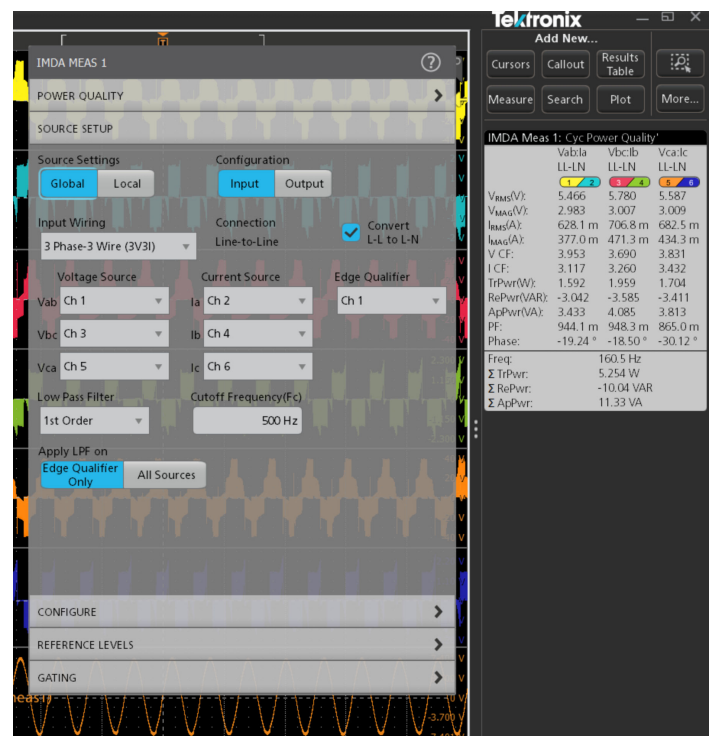 Tektronix
Add New...
Cursors
Callout
Results
Table
Measure
Search
Plot
More...
IMDA MEAS 1
?
POWER QUALITY
SOURCE SETUP
Source Settings
Configuration
Global
Local
Input
Output
Input Wiring
Connection
3 Phase-3 Wire (3V3I)
Line-to-Line
Convert
L-L to L-N
Voltage Source
Current Source
Edge Qualifier
Vab Ch 1
Ia Ch 2
Ch 1
Vbc Ch 3
Ib Ch 4
Vca Ch 5
Ic Ch 6
Low Pass Filter
Cutoff Frequency(Fc)
1st Order
500 Hz
Apply LPF on
Edge Qualifier
Only
All Sources
CONFIGURE
REFERENCE LEVELS
GATING
-3.700 V
IMDA Meas 1: Cyc Power Quality'
Vab:Ia Vbc:Ib Vca:Ic
LL-LN LL-LN LL-LN
1 2 3 4 5 6
VRMS(V): 5.466 5.780 5.587
VMAG(V): 2.983 3.007 3.009
IRMS(A): 628.1 m 706.8 m 682.5 m
IMAG(A): 377.0 m 471.3 m 434.3 m
V CF: 3.953 3.690 3.831
I CF: 3.117 3.260 3.432
TrPwr(W): 1.592 1.959 1.704
RePwr(VAR): -3.042 -3.585 -3.411
ApPwr(VA): 3.433 4.085 3.813
PF: 944.1 m 948.3 m 865.0 m
Phase: -19.24 ° -18.50 ° -30.12 °
Freq: 160.5 Hz
Σ TrPwr: 5.254 W
Σ RePwr: -10.04 VAR
Σ ApPwr: 11.33 VA